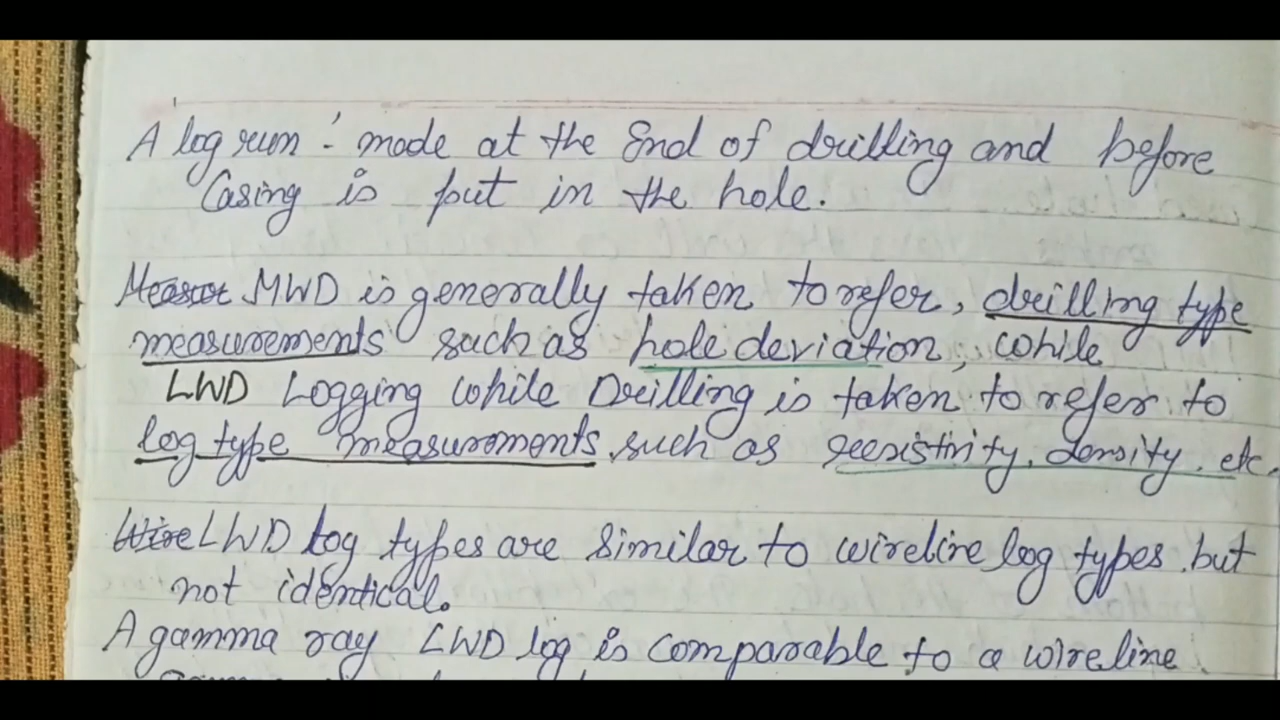 A log run :- made at the End of drilling and before
Casing is put in the hole.
Measur MWD is generally taken to refer, drilling type
measurements such as hole deviation, while
LWD Logging While Drilling is taken to refer to
log type measurements, such as resistivity, density, etc.
Wire LWD log types are similar to wireline log types, but
not identical.
A gamma ray LWD log is comparable to a wireline